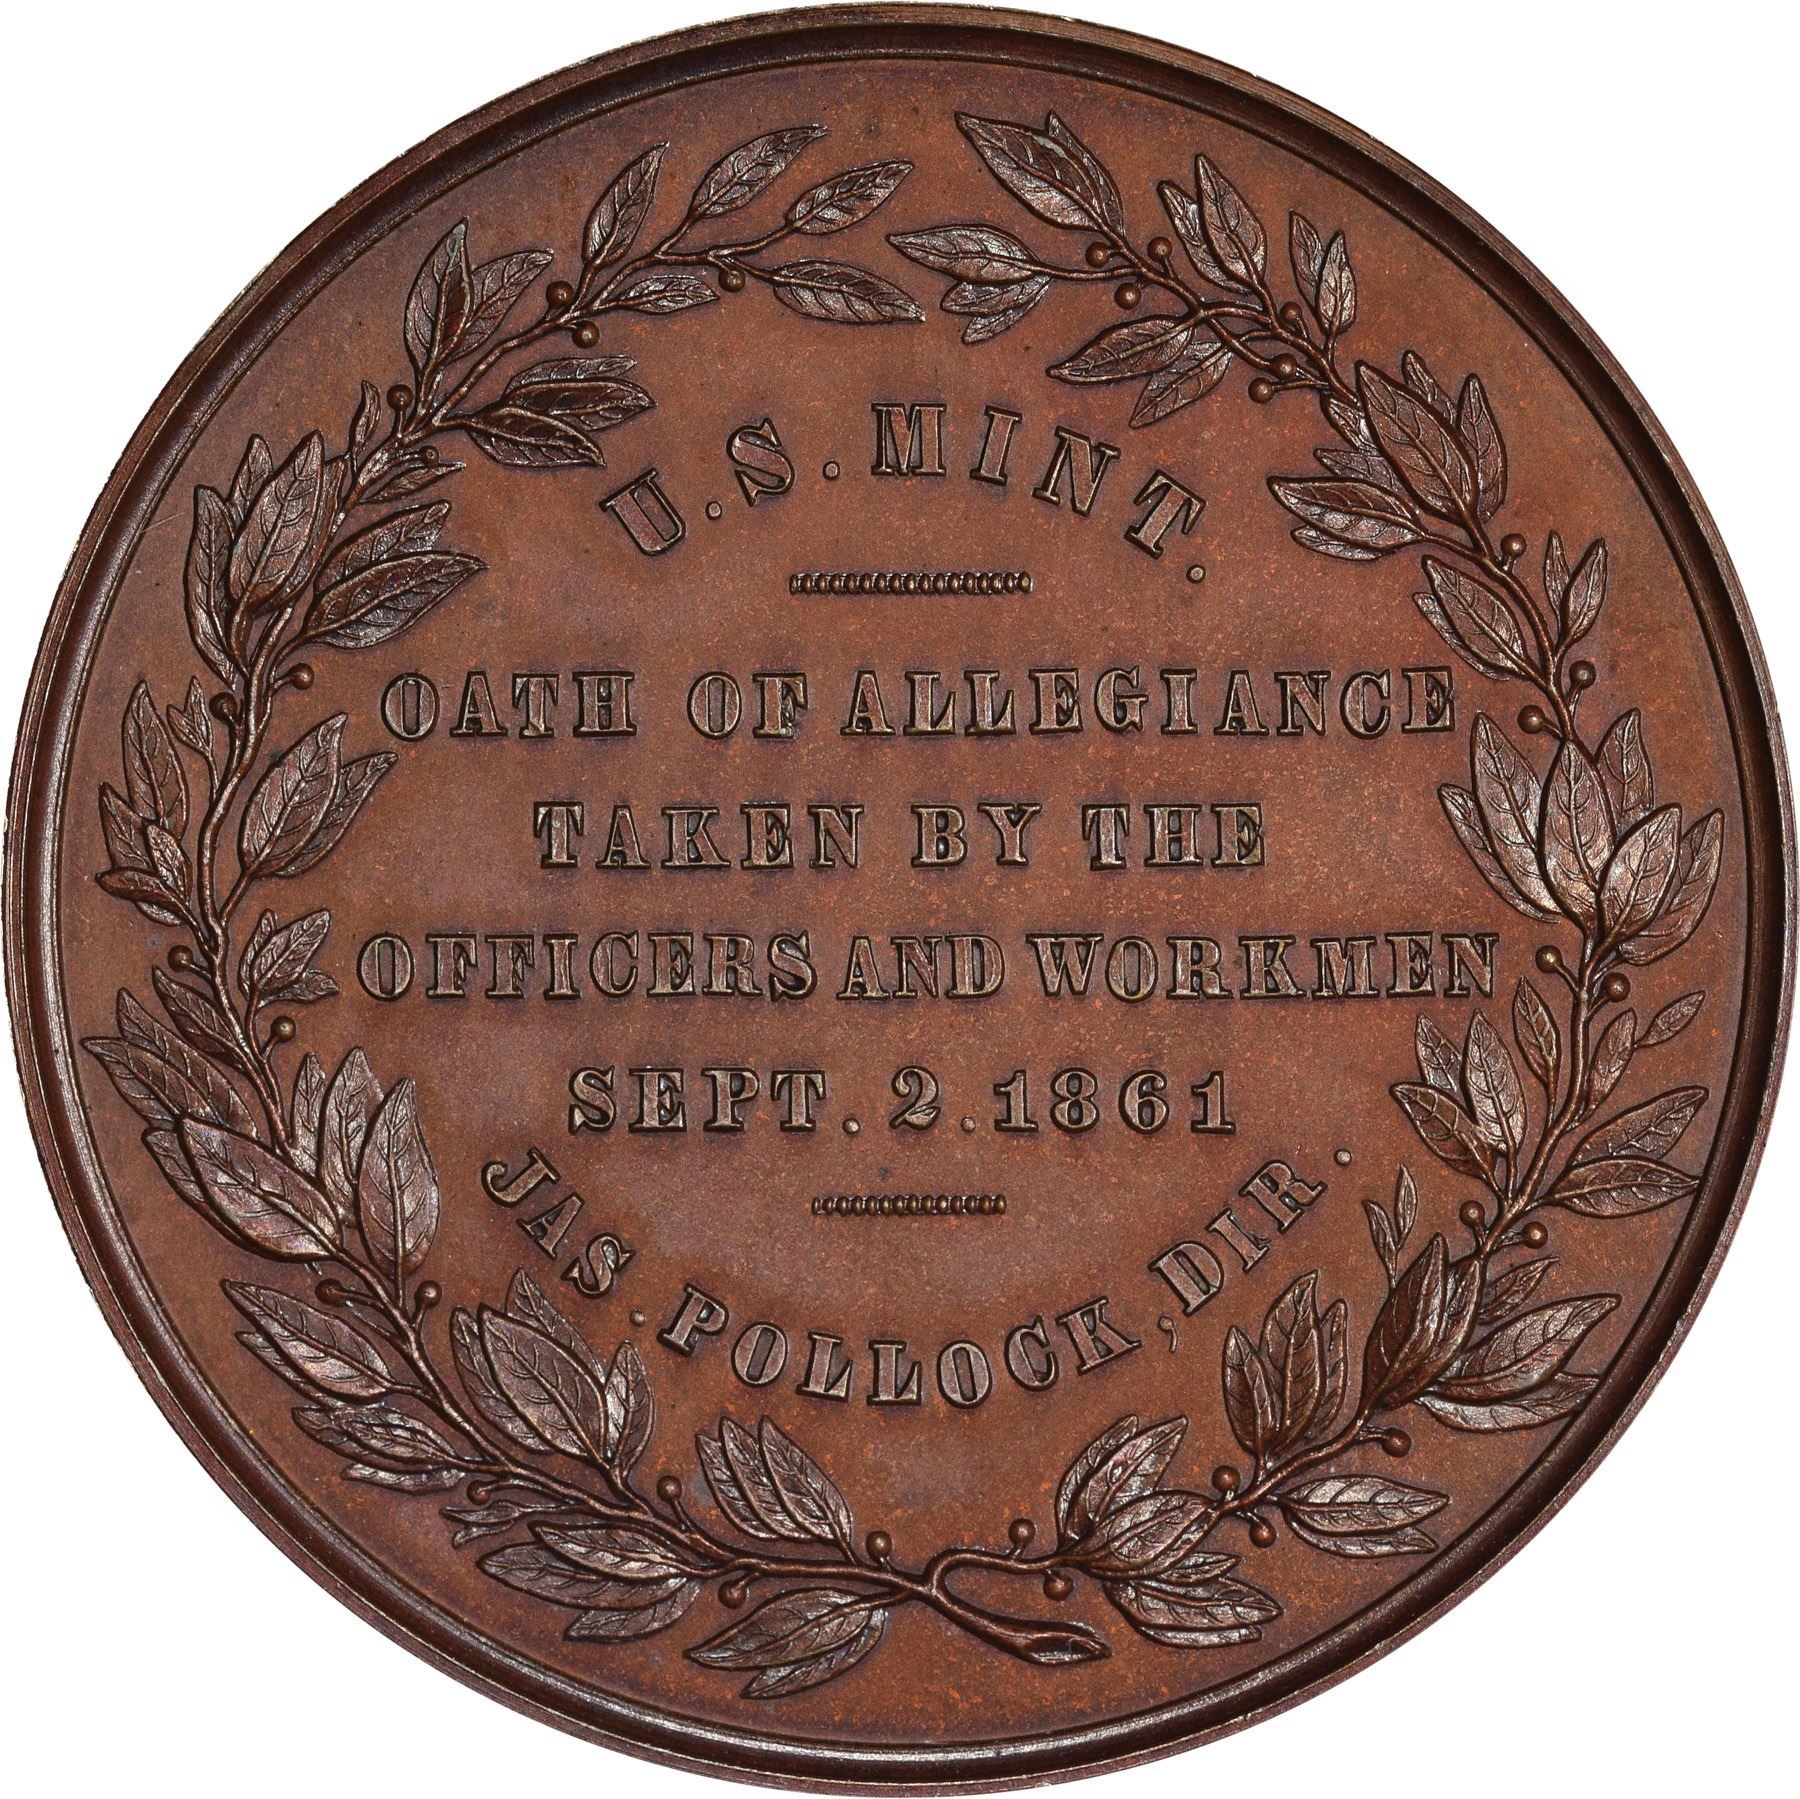 U.S. MINT.
OATH OF ALLEGIANCE
TAKEN BY THE
OFFICERS AND WORKMEN
SEPT. 2. 1861
JAS. POLLOCK, DIR.